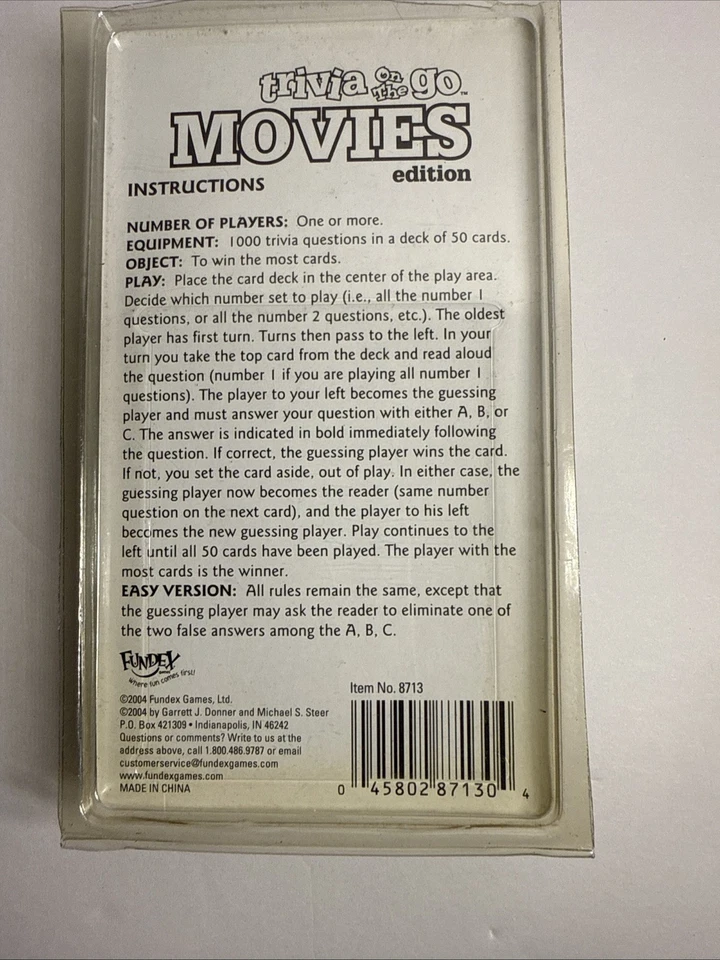 trivia On The go™
MOVIES
edition
INSTRUCTIONS
NUMBER OF PLAYERS: One or more.
EQUIPMENT: 1000 trivia questions in a deck of 50 cards.
OBJECT: To win the most cards.
PLAY: Place the card deck in the center of the play area.
Decide which number set to play (i.e., all the number 1
questions, or all the number 2 questions, etc.). The oldest
player has first turn. Turns then pass to the left. In your
turn you take the top card from the deck and read aloud
the question (number 1 if you are playing all number 1
questions). The player to your left becomes the guessing
player and must answer your question with either A, B, or
C. The answer is indicated in bold immediately following
the question. If correct, the guessing player wins the card.
If not, you set the card aside, out of play. In either case, the
guessing player now becomes the reader (same number
question on the next card), and the player to his left
becomes the new guessing player. Play continues to the
left until all 50 cards have been played. The player with the
most cards is the winner.
EASY VERSION: All rules remain the same, except that
the guessing player may ask the reader to eliminate one of
the two false answers among the A, B, C.
FUNDEX
Where fun comes first!
©2004 Fundex Games, Ltd.
©2004 by Garrett J. Donner and Michael S. Steer
P.O. Box 421309 • Indianapolis, IN 46242
Questions or comments? Write to us at the
address above, call 1.800.486.9787 or email
customerservice@fundexgames.com
www.fundexgames.com
MADE IN CHINA
Item No. 8713
0 45802 87130 4